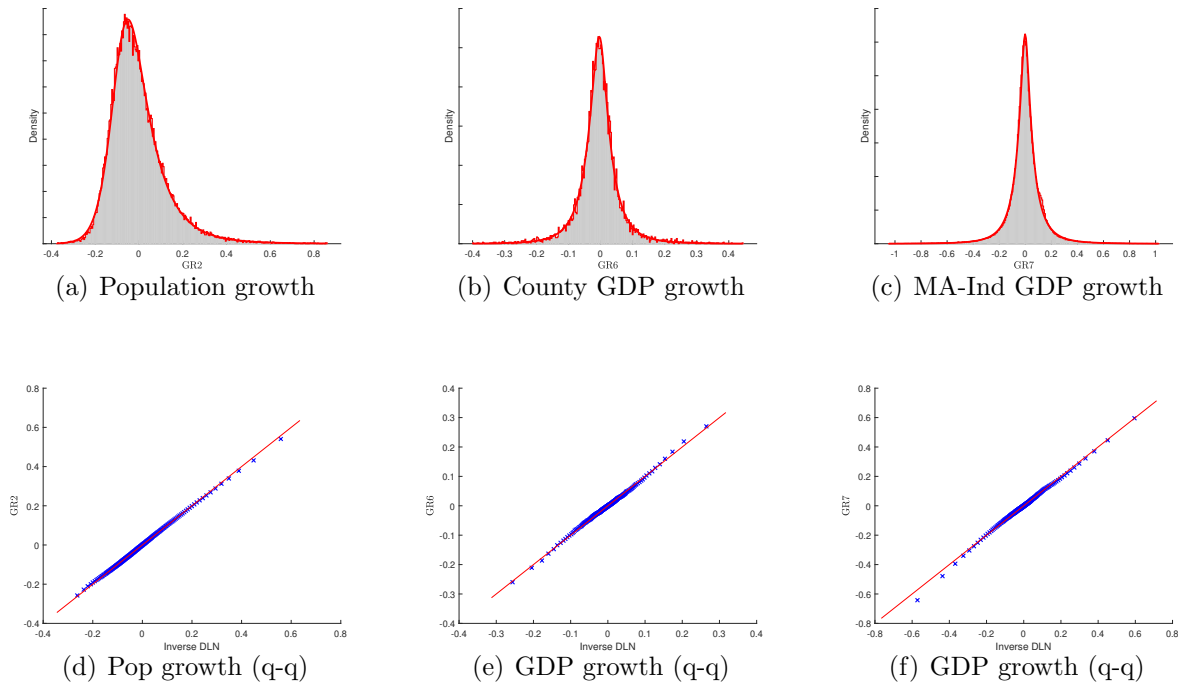 Density
-0.4 -0.2 0 0.2 0.4 0.6 0.8
GR2
(a) Population growth
Density
-0.4 -0.3 -0.2 -0.1 0 0.1 0.2 0.3 0.4
GR6
(b) County GDP growth
Density
-1 -0.8 -0.6 -0.4 -0.2 0 0.2 0.4 0.6 0.8 1
GR7
(c) MA-Ind GDP growth
0.8
0.6
0.4
0.2
0
-0.2
-0.4
GR2
-0.4 -0.2 0 0.2 0.4 0.6 0.8
Inverse DLN
(d) Pop growth (q-q)
0.4
0.3
0.2
0.1
0
-0.1
-0.2
-0.3
-0.4
GR6
-0.4 -0.3 -0.2 -0.1 0 0.1 0.2 0.3 0.4
Inverse DLN
(e) GDP growth (q-q)
0.8
0.6
0.4
0.2
0
-0.2
-0.4
-0.6
-0.8
GR7
-0.8 -0.6 -0.4 -0.2 0 0.2 0.4 0.6 0.8
Inverse DLN
(f) GDP growth (q-q)